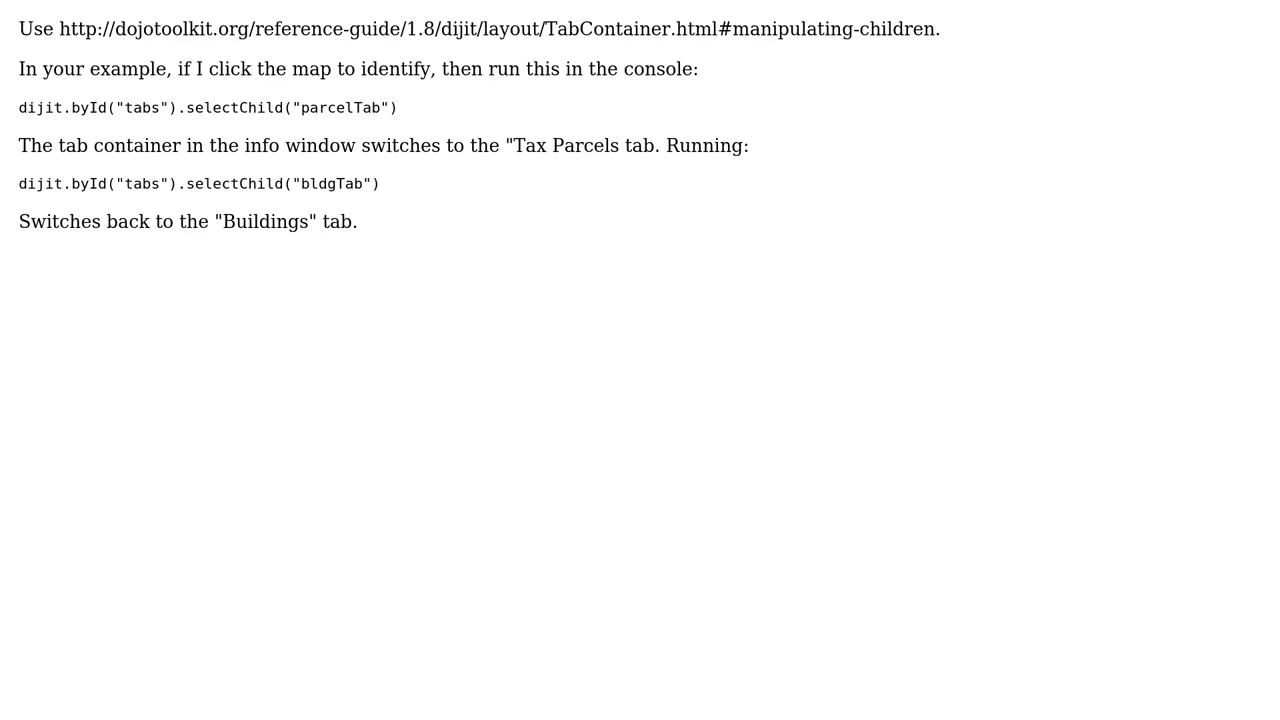 Use http://dojotoolkit.org/reference-guide/1.8/dijit/layout/TabContainer.html#manipulating-children.
In your example, if I click the map to identify, then run this in the console:
dijit.byId("tabs").selectChild("parcelTab")
The tab container in the info window switches to the "Tax Parcels tab. Running:
dijit.byId("tabs").selectChild("bldgTab")
Switches back to the "Buildings" tab.